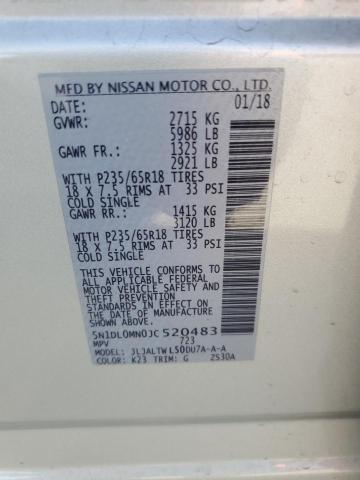 MFD BY NISSAN MOTOR CO., LTD.
DATE: 01/18
GVWR: 2715 KG
5986 LB
GAWR FR.: 1325 KG
2921 LB
WITH P235/65R18 TIRES
18 X 7.5 RIMS AT 33 PSI
COLD SINGLE
GAWR RR.: 1415 KG
3120 LB
WITH P235/65R18 TIRES
18 X 7.5 RIMS AT 33 PSI
COLD SINGLE
THIS VEHICLE CONFORMS TO
ALL APPLICABLE FEDERAL
MOTOR VEHICLE SAFETY
AND THEFT PREVENTION
STANDARDS IN EFFECT ON
THE DATE OF MANUFACTURE
SHOWN ABOVE.
5N1DL0MN0JC520483
MPV 723
MODEL: JLJALTWL50DU7A-A-A
COLOR: K23 TRIM: G 2530A